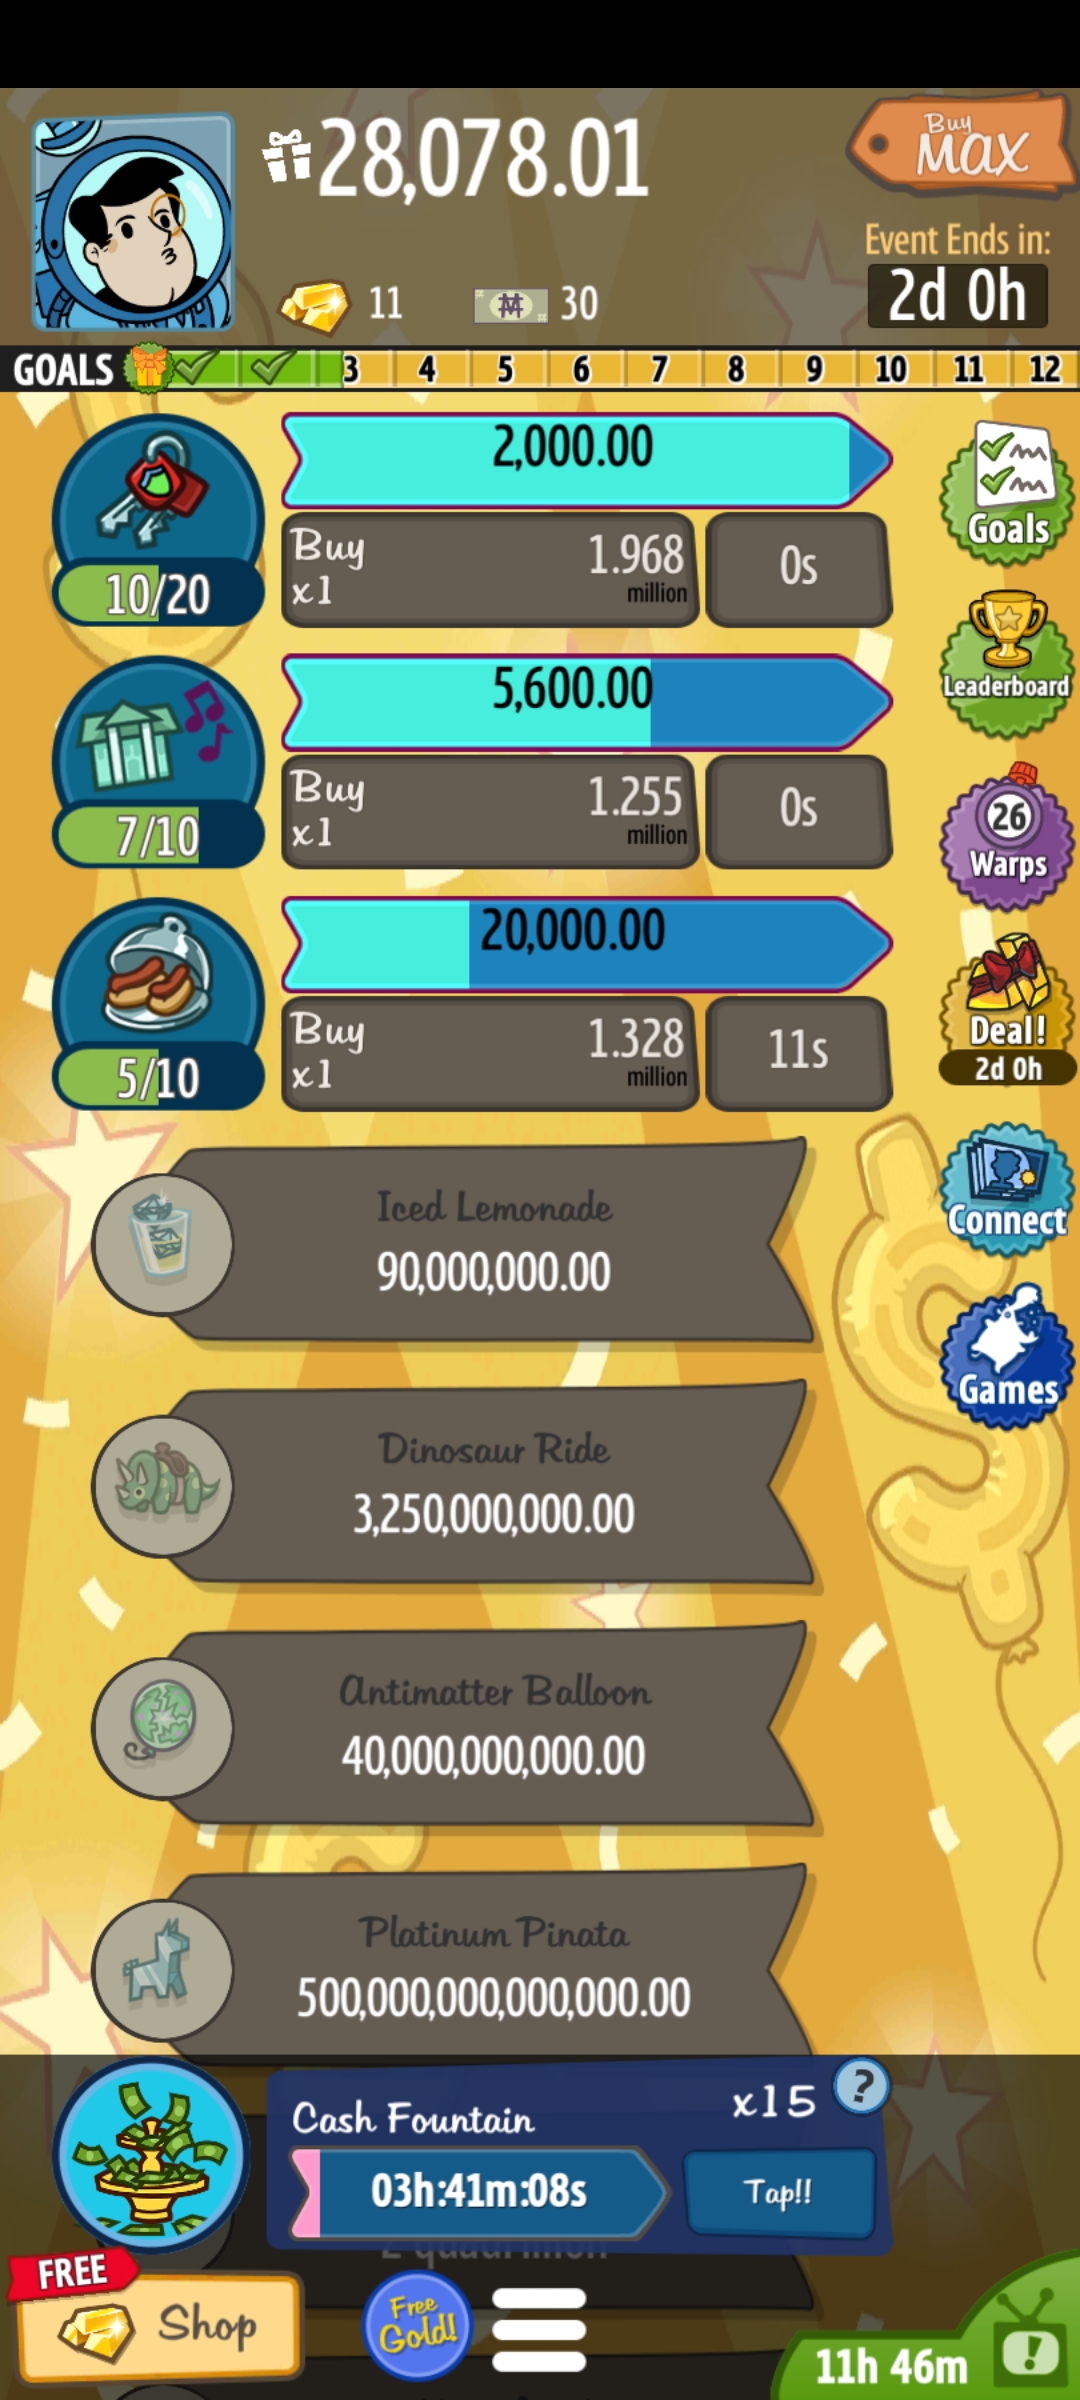 28,078.01
Buy
MAX
Event Ends in:
2d 0h
11
30
GOALS 3 4 5 6 7 8 9 10 11 12
2,000.00
Buy
x1
1.968
million
0s
10/20
Goals
5,600.00
Buy
x1
1.255
million
0s
7/10
Leaderboard
26
Warps
20,000.00
Buy
x1
1.328
million
11s
5/10
Deal!
2d 0h
Iced Lemonade
90,000,000.00
Connect
Games
Dinosaur Ride
3,250,000,000.00
Antimatter Balloon
40,000,000,000.00
Platinum Pinata
500,000,000,000,000.00
Cash Fountain
x15
?
03h:41m:08s
Tap!!
FREE
Shop
Free
Gold!
11h 46m
!